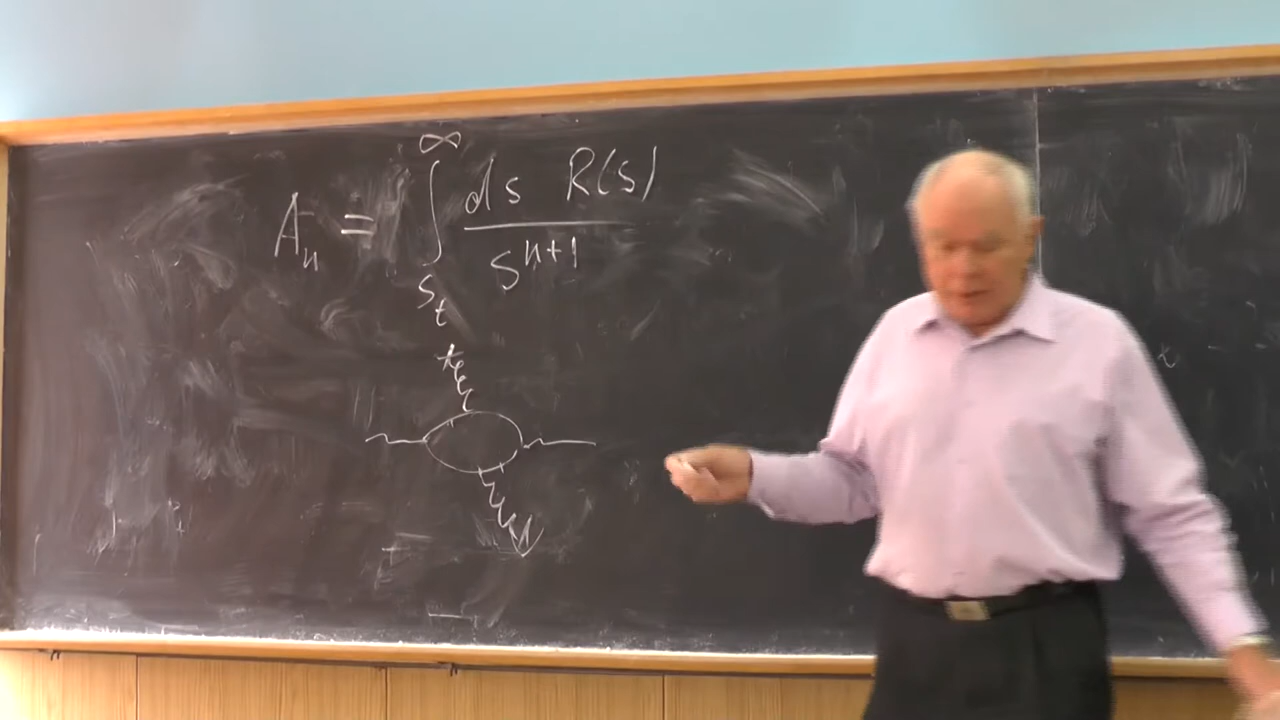 A_n = ∫_{s_t}^{∞} ds R(s) / s^{n+1}